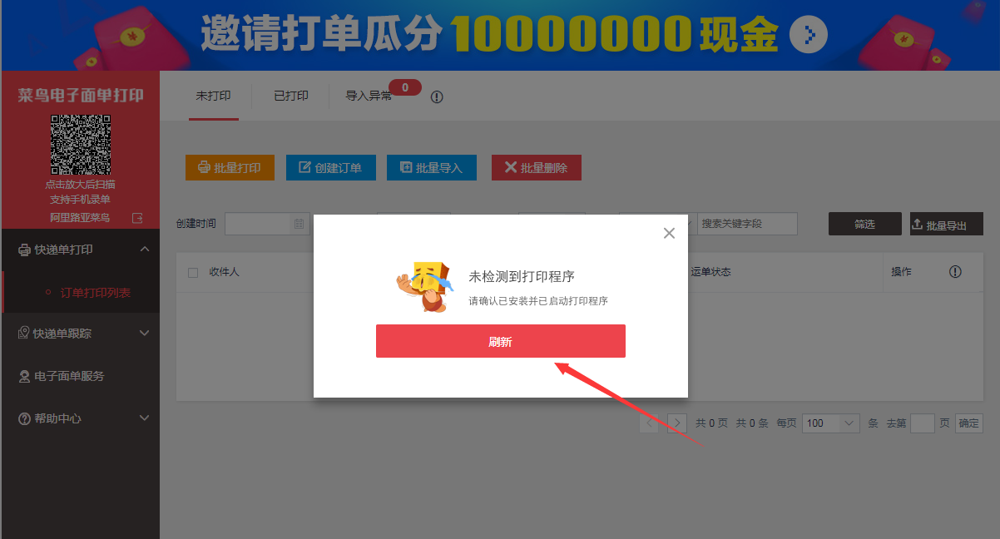 邀请打单瓜分10000000现金
菜鸟电子面单打印
点击放大后扫描
支持手机录单
阿里路亚菜鸟
快递单打印
订单打印列表
快递单跟踪
电子面单服务
帮助中心
未打印
已打印
导入异常
0
批量打印
创建订单
批量导入
批量删除
创建时间
搜索关键字段
筛选
批量导出
收件人
运单状态
操作
未检测到打印程序
请确认已安装并已启动打印程序
刷新
共 0 页 共 0 条 每页 100 条 去第 页 确定